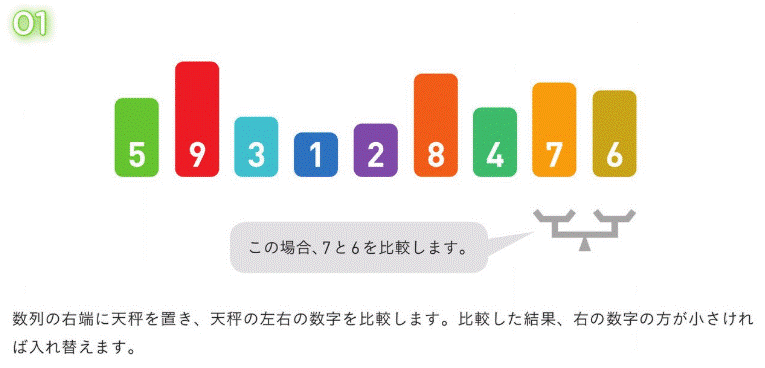 01
5 9 3 1 2 8 4 7 6
この場合、7と6を比較します。
数列の右端に天秤を置き、天秤の左右の数字を比較します。比較した結果、右の数字の方が小さけれ
ば入れ替えます。